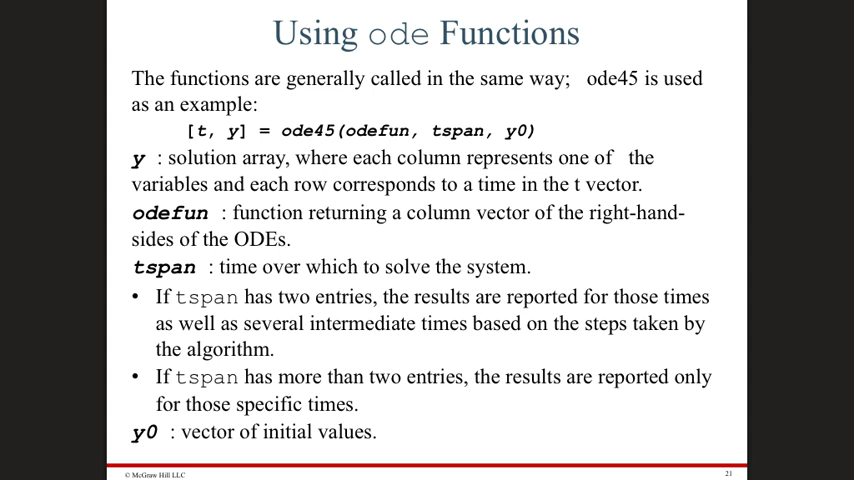 Using ode Functions
The functions are generally called in the same way; ode45 is used
as an example:
[t, y] = ode45(odefun, tspan, y0)
y : solution array, where each column represents one of the
variables and each row corresponds to a time in the t vector.
odefun : function returning a column vector of the right-hand-
sides of the ODEs.
tspan : time over which to solve the system.
• If tspan has two entries, the results are reported for those times
as well as several intermediate times based on the steps taken by
the algorithm.
• If tspan has more than two entries, the results are reported only
for those specific times.
y0 : vector of initial values.
© McGraw Hill LLC
21